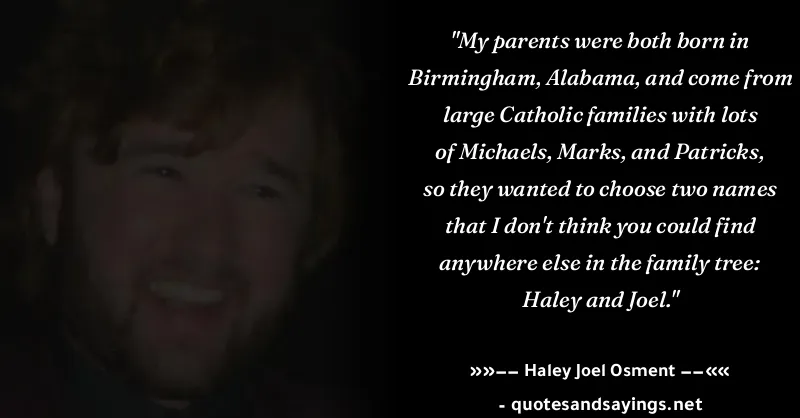 "My parents were both born in
Birmingham, Alabama, and come from
large Catholic families with lots
of Michaels, Marks, and Patricks,
so they wanted to choose two names
that I don't think you could find
anywhere else in the family tree:
Haley and Joel."
»»−− Haley Joel Osment −−««
- quotesandsayings.net